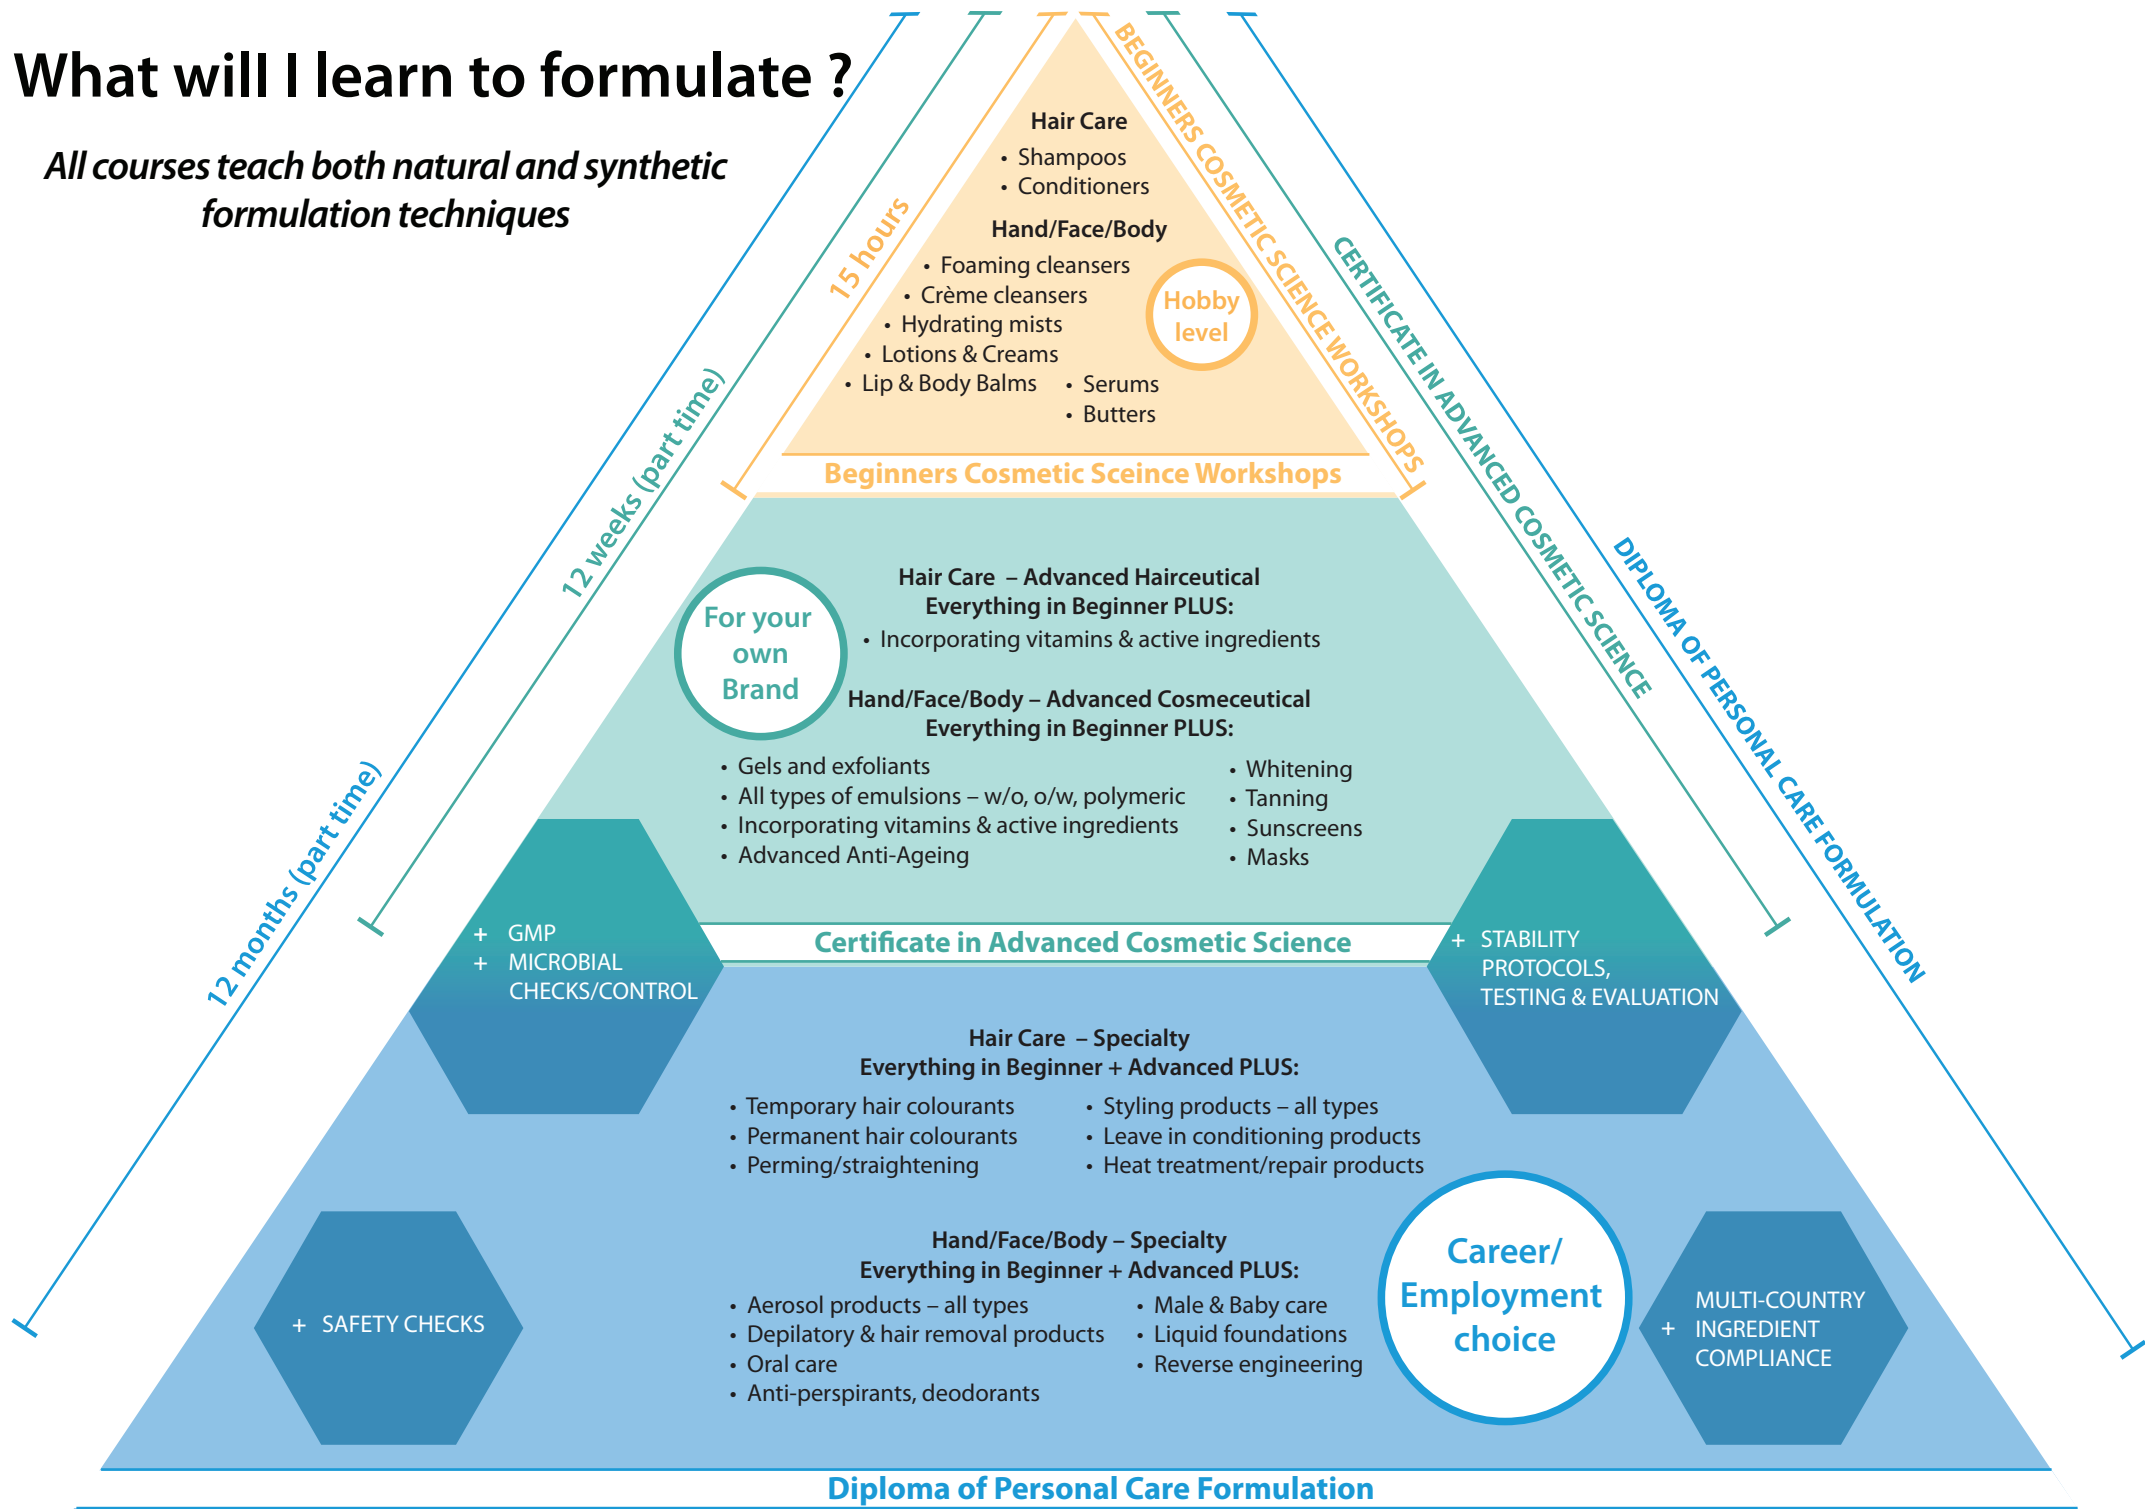 What will I learn to formulate ?
All courses teach both natural and synthetic
formulation techniques
15 hours
12 weeks (part time)
12 months (part time)
BEGINNERS COSMETIC SCIENCE WORKSHOPS
CERTIFICATE IN ADVANCED COSMETIC SCIENCE
DIPLOMA OF PERSONAL CARE FORMULATION
Hair Care
• Shampoos
• Conditioners
Hand/Face/Body
• Foaming cleansers
• Crème cleansers
• Hydrating mists
• Lotions & Creams
• Lip & Body Balms
• Serums
• Butters
Hobby
level
Beginners Cosmetic Sceince Workshops
For your
own
Brand
Hair Care – Advanced Hairceutical
Everything in Beginner PLUS:
• Incorporating vitamins & active ingredients
Hand/Face/Body – Advanced Cosmeceutical
Everything in Beginner PLUS:
• Gels and exfoliants
• All types of emulsions – w/o, o/w, polymeric
• Incorporating vitamins & active ingredients
• Advanced Anti-Ageing
• Whitening
• Tanning
• Sunscreens
• Masks
+ GMP
+ MICROBIAL
CHECKS/CONTROL
Certificate in Advanced Cosmetic Science
+ STABILITY
PROTOCOLS,
TESTING & EVALUATION
Hair Care – Specialty
Everything in Beginner + Advanced PLUS:
• Temporary hair colourants
• Permanent hair colourants
• Perming/straightening
• Styling products – all types
• Leave in conditioning products
• Heat treatment/repair products
Hand/Face/Body – Specialty
Everything in Beginner + Advanced PLUS:
• Aerosol products – all types
• Depilatory & hair removal products
• Oral care
• Anti-perspirants, deodorants
• Male & Baby care
• Liquid foundations
• Reverse engineering
Career/
Employment
choice
+ SAFETY CHECKS
MULTI-COUNTRY
+ INGREDIENT
COMPLIANCE
Diploma of Personal Care Formulation